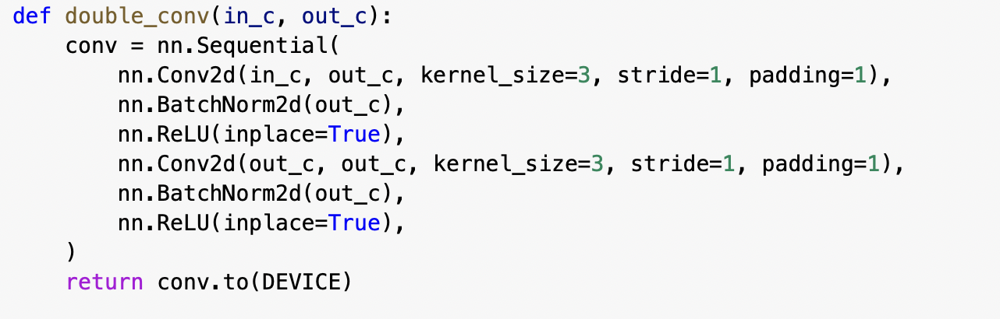 def double_conv(in_c, out_c):
    conv = nn.Sequential(
        nn.Conv2d(in_c, out_c, kernel_size=3, stride=1, padding=1),
        nn.BatchNorm2d(out_c),
        nn.ReLU(inplace=True),
        nn.Conv2d(out_c, out_c, kernel_size=3, stride=1, padding=1),
        nn.BatchNorm2d(out_c),
        nn.ReLU(inplace=True),
    )
    return conv.to(DEVICE)